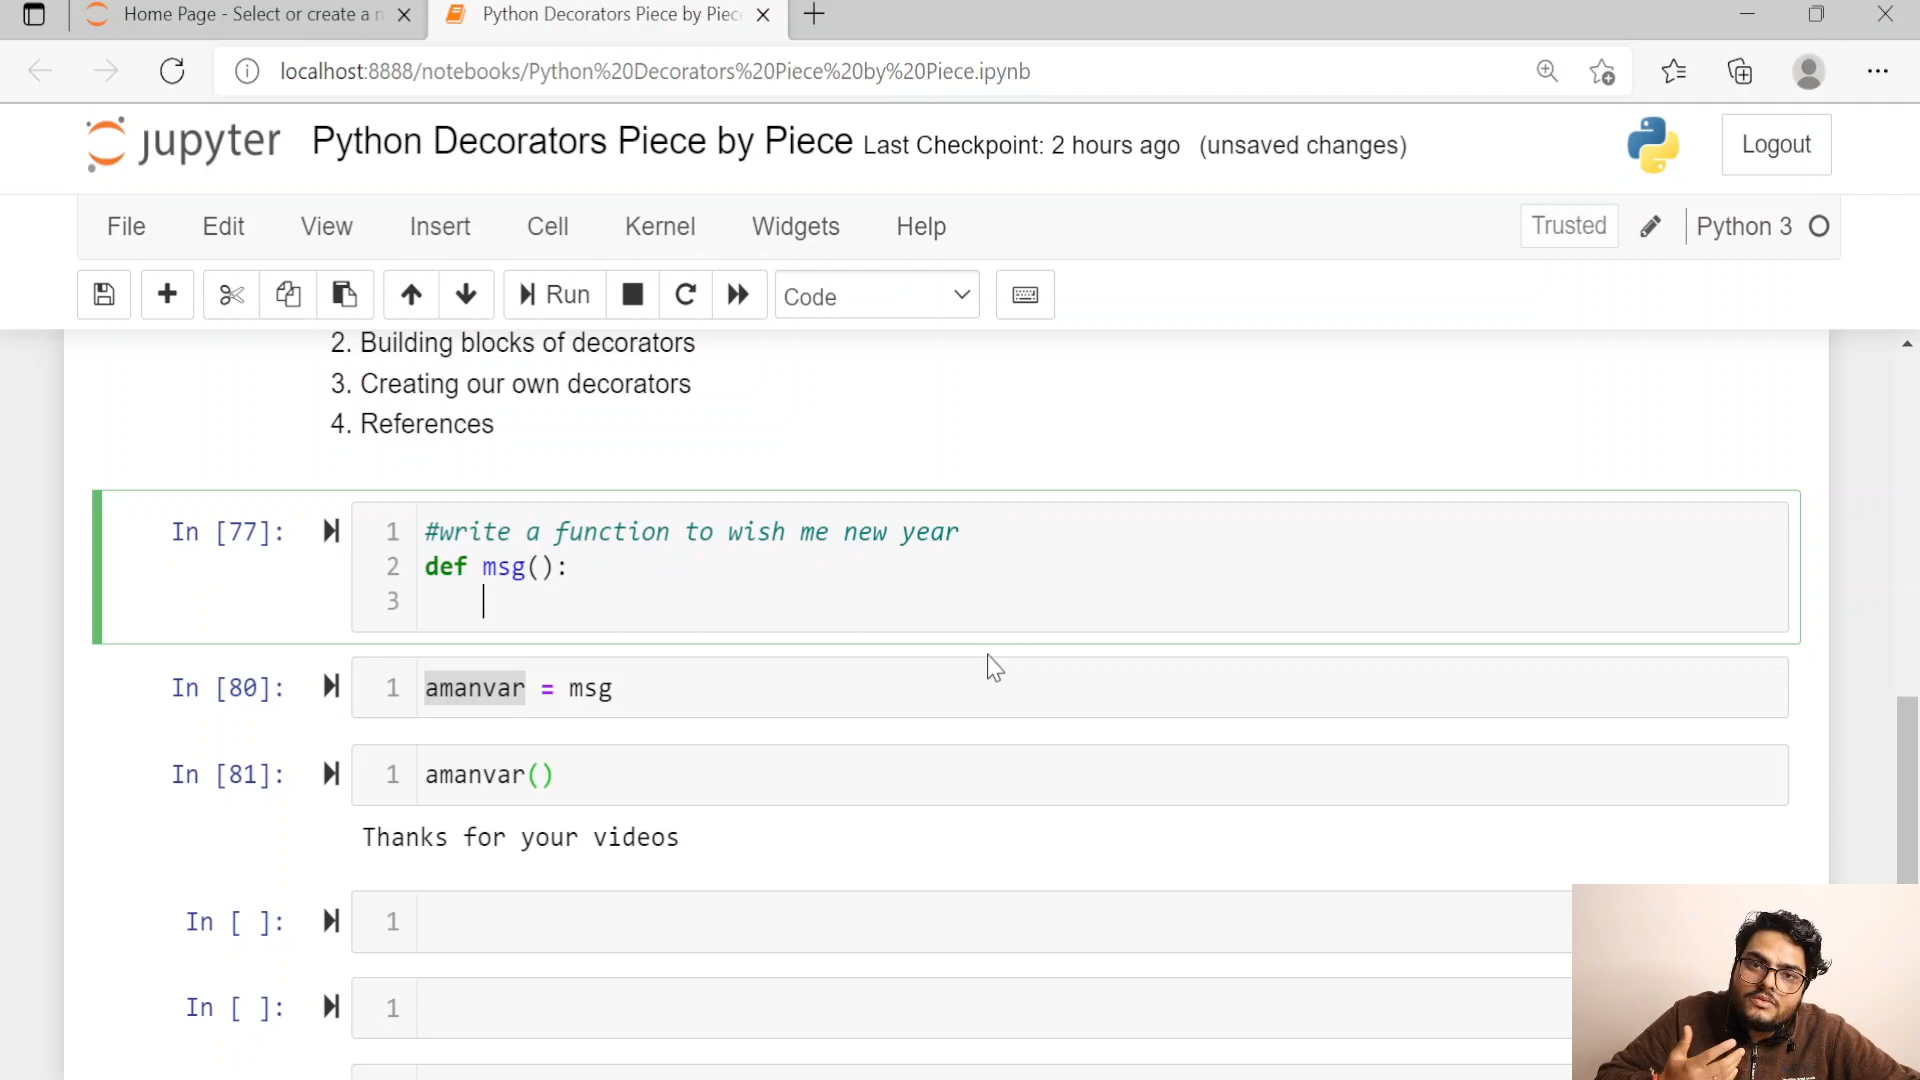 Home Page - Select or create a n
Python Decorators Piece by Piec
localhost:8888/notebooks/Python%20Decorators%20Piece%20by%20Piece.ipynb
jupyter Python Decorators Piece by Piece Last Checkpoint: 2 hours ago (unsaved changes)
Logout
File Edit View Insert Cell Kernel Widgets Help
Trusted
Python 3
Run
Code
2. Building blocks of decorators
3. Creating our own decorators
4. References
In [77]: 1 #write a function to wish me new year
2 def msg():
3
In [80]: 1 amanvar = msg
In [81]: 1 amanvar()
Thanks for your videos
In [ ]: 1
In [ ]: 1